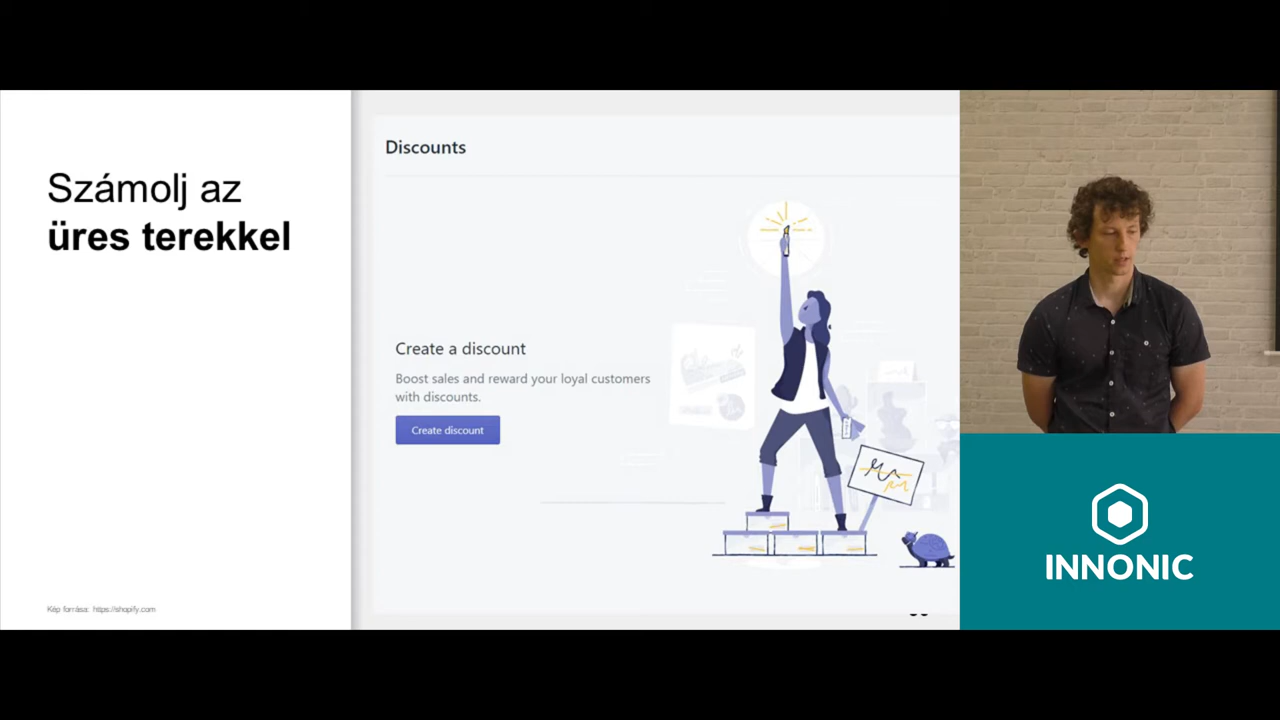 Számolj az
üres terekkel
Kép forrása: https://shopify.com
Discounts
Create a discount
Boost sales and reward your loyal customers
with discounts.
Create discount
INNONIC